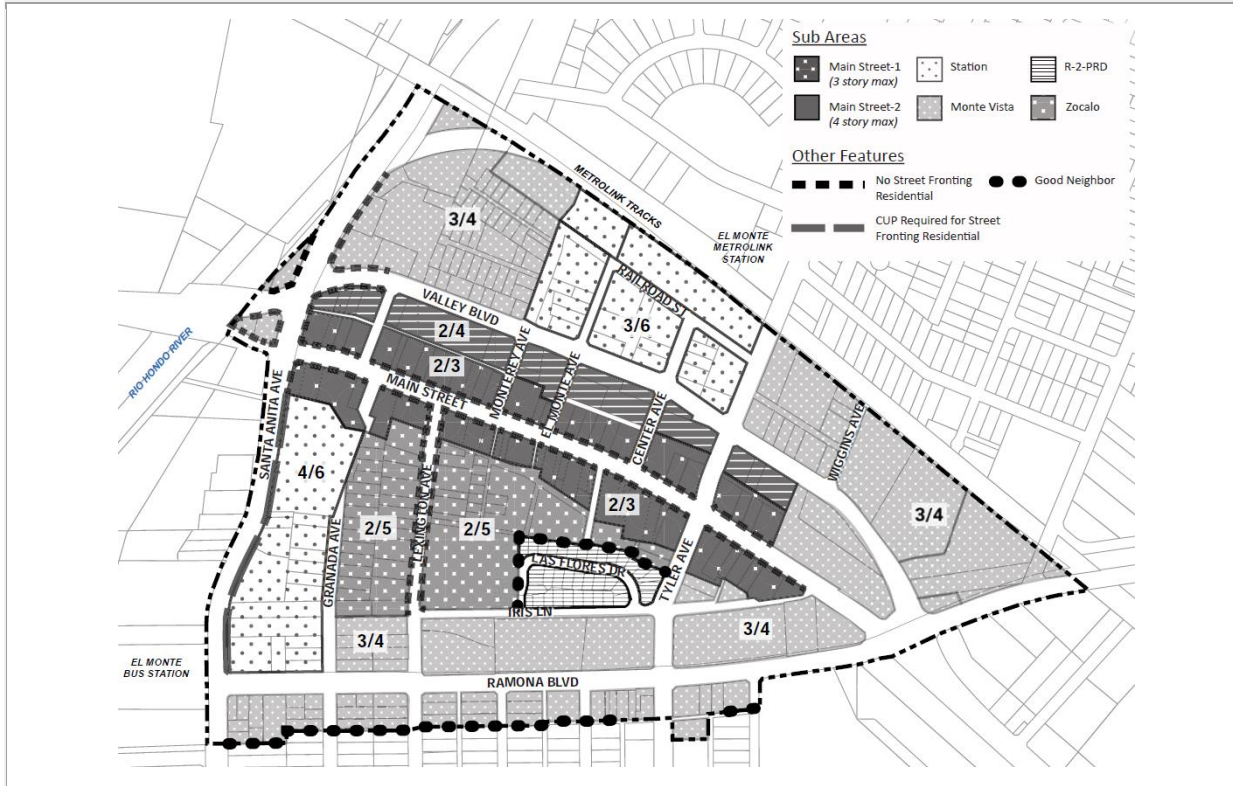 Sub Areas
Main Street-1
(3 story max)
Station
R-2-PRD
Main Street-2
(4 story max)
Monte Vista
Zocalo
Other Features
No Street Fronting
Residential
Good Neighbor
CUP Required for Street
Fronting Residential
METROLINK TRACKS
EL MONTE
METROLINK
STATION
3/4
RAILROAD ST
3/6
VALLEY BLVD
2/4
2/3
MAIN STREET
MONTEREY AVE
EL MONTE AVE
CENTER AVE
WIGGINS AVE
RIO HONDO RIVER
SANTA ANITA AVE
4/6
2/5
LEXINGTON AVE
2/5
2/3
3/4
GRANADA AVE
LAS FLORES DR
TYLER AVE
IRIS LN
3/4
3/4
EL MONTE
BUS STATION
RAMONA BLVD